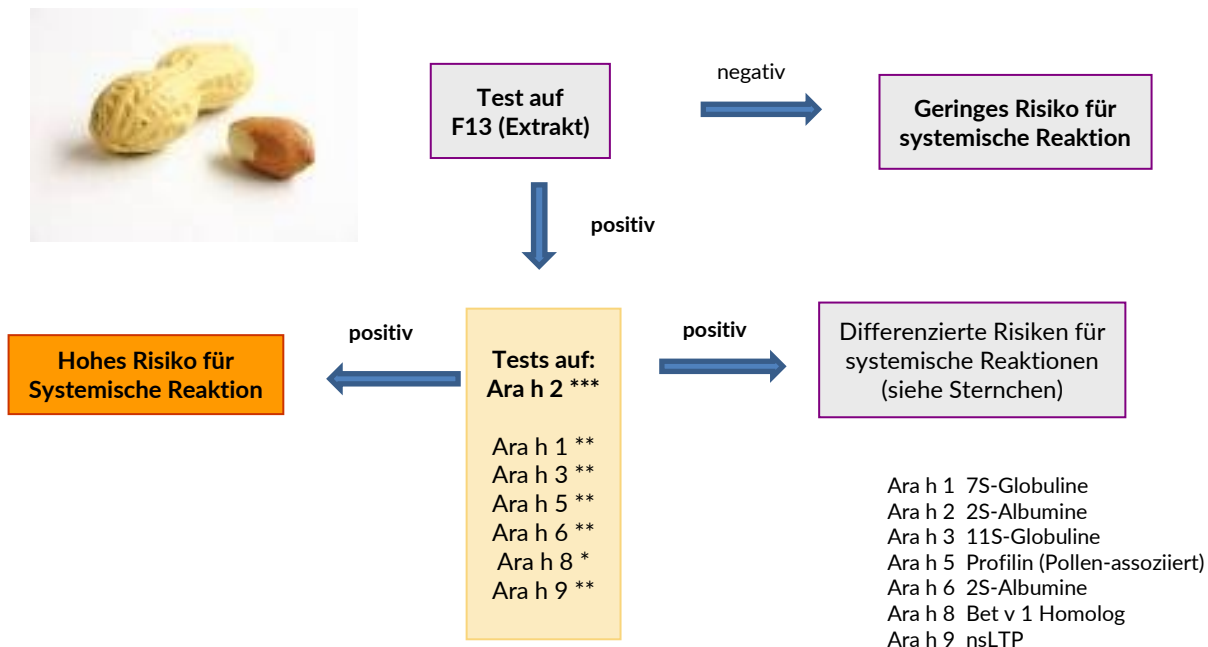 Test auf
F13 (Extrakt)
negativ
Geringes Risiko für
systemische Reaktion
positiv
Hohes Risiko für
Systemische Reaktion
positiv
Tests auf:
Ara h 2 ***
Ara h 1 **
Ara h 3 **
Ara h 5 **
Ara h 6 **
Ara h 8 *
Ara h 9 **
positiv
Differenzierte Risiken für
systemische Reaktionen
(siehe Sternchen)
Ara h 1 7S-Globuline
Ara h 2 2S-Albumine
Ara h 3 11S-Globuline
Ara h 5 Profilin (Pollen-assoziiert)
Ara h 6 2S-Albumine
Ara h 8 Bet v 1 Homolog
Ara h 9 nsLTP